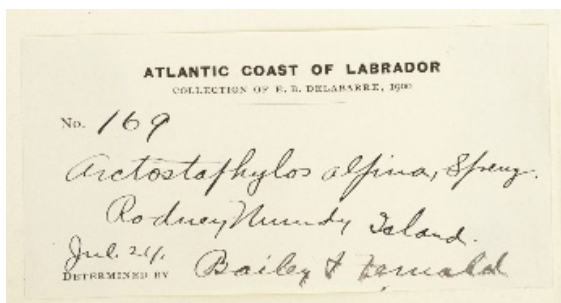 ATLANTIC COAST OF LABRADOR
COLLECTION OF E. B. DELABARRE, 1900
No. 169
Arctostaphylos alpina, Spreng.
Rodney Mundy Island.
Jul. 24.
DETERMINED BY Bailey & Fernald